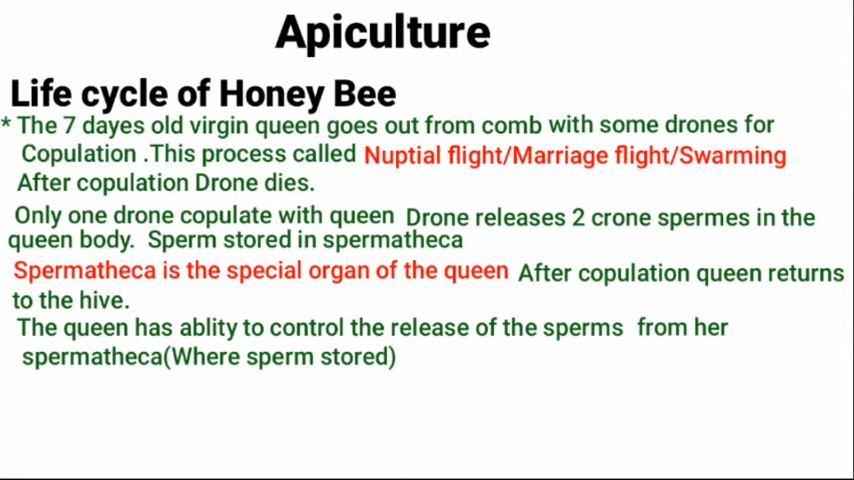 Apiculture
Life cycle of Honey Bee
* The 7 dayes old virgin queen goes out from comb with some drones for
Copulation .This process called Nuptial flight/Marriage flight/Swarming
After copulation Drone dies.
Only one drone copulate with queen Drone releases 2 crone spermes in the
queen body. Sperm stored in spermatheca
Spermatheca is the special organ of the queen After copulation queen returns
to the hive.
The queen has ablity to control the release of the sperms from her
spermatheca(Where sperm stored)